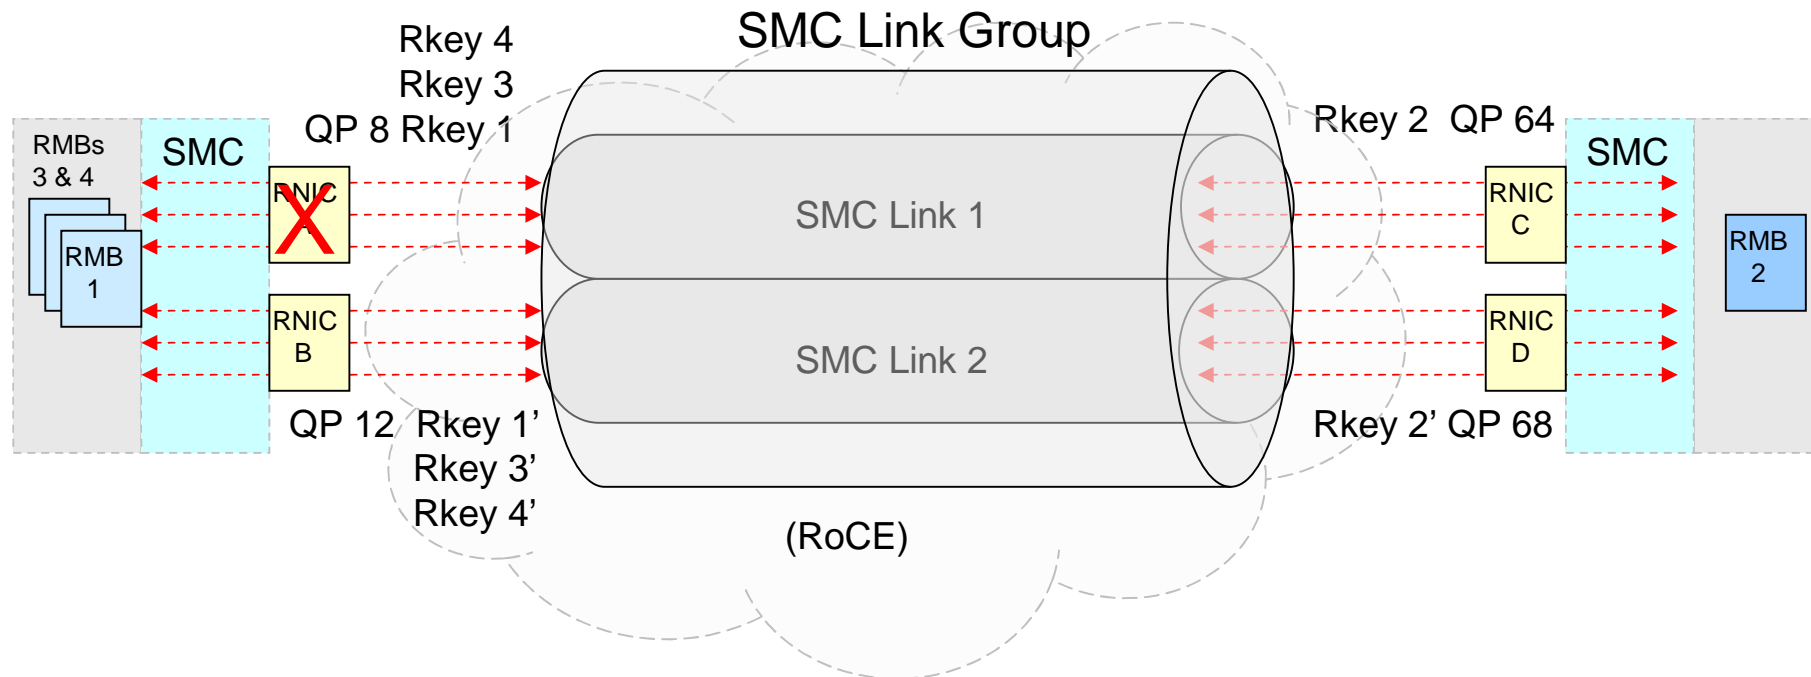 SMC Link Group
Rkey 4
Rkey 3
QP 8 Rkey 1
Rkey 2 QP 64
RMBs
3 & 4
SMC
RNIC
RMB
1
RNIC
B
SMC Link 1
SMC Link 2
SMC
RNIC
C
RNIC
D
RMB
2
QP 12 Rkey 1’
Rkey 3’
Rkey 4’
Rkey 2’ QP 68
(RoCE)